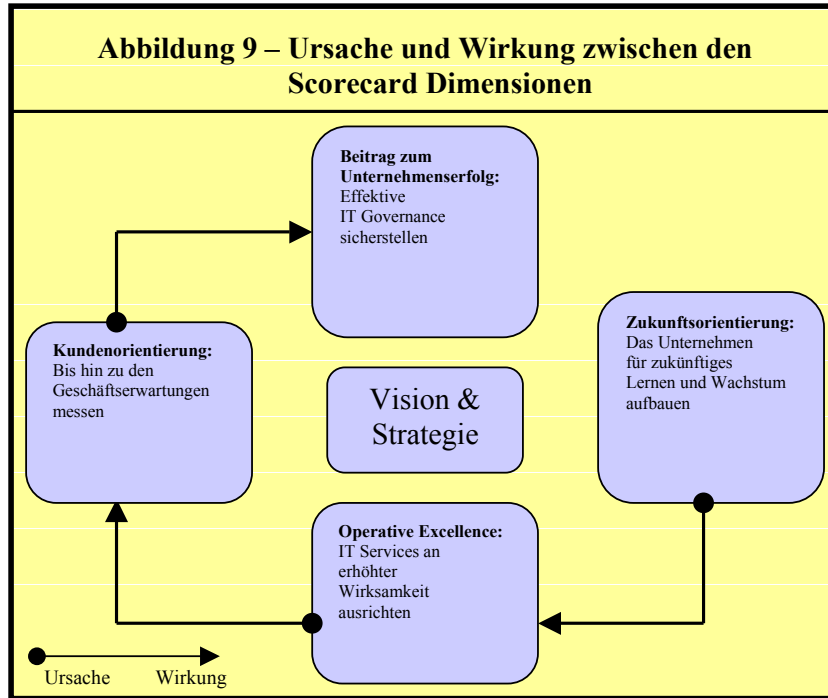 Abbildung 9 – Ursache und Wirkung zwischen den
Scorecard Dimensionen
Beitrag zum
Unternehmenserfolg:
Effektive
IT Governance
sicherstellen
Kundenorientierung:
Bis hin zu den
Geschäftserwartungen
messen
Vision &
Strategie
Zukunftsorientierung:
Das Unternehmen
für zukünftiges
Lernen und Wachstum
aufbauen
Operative Excellence:
IT Services an
erhöhter
Wirksamkeit
ausrichten
Ursache Wirkung